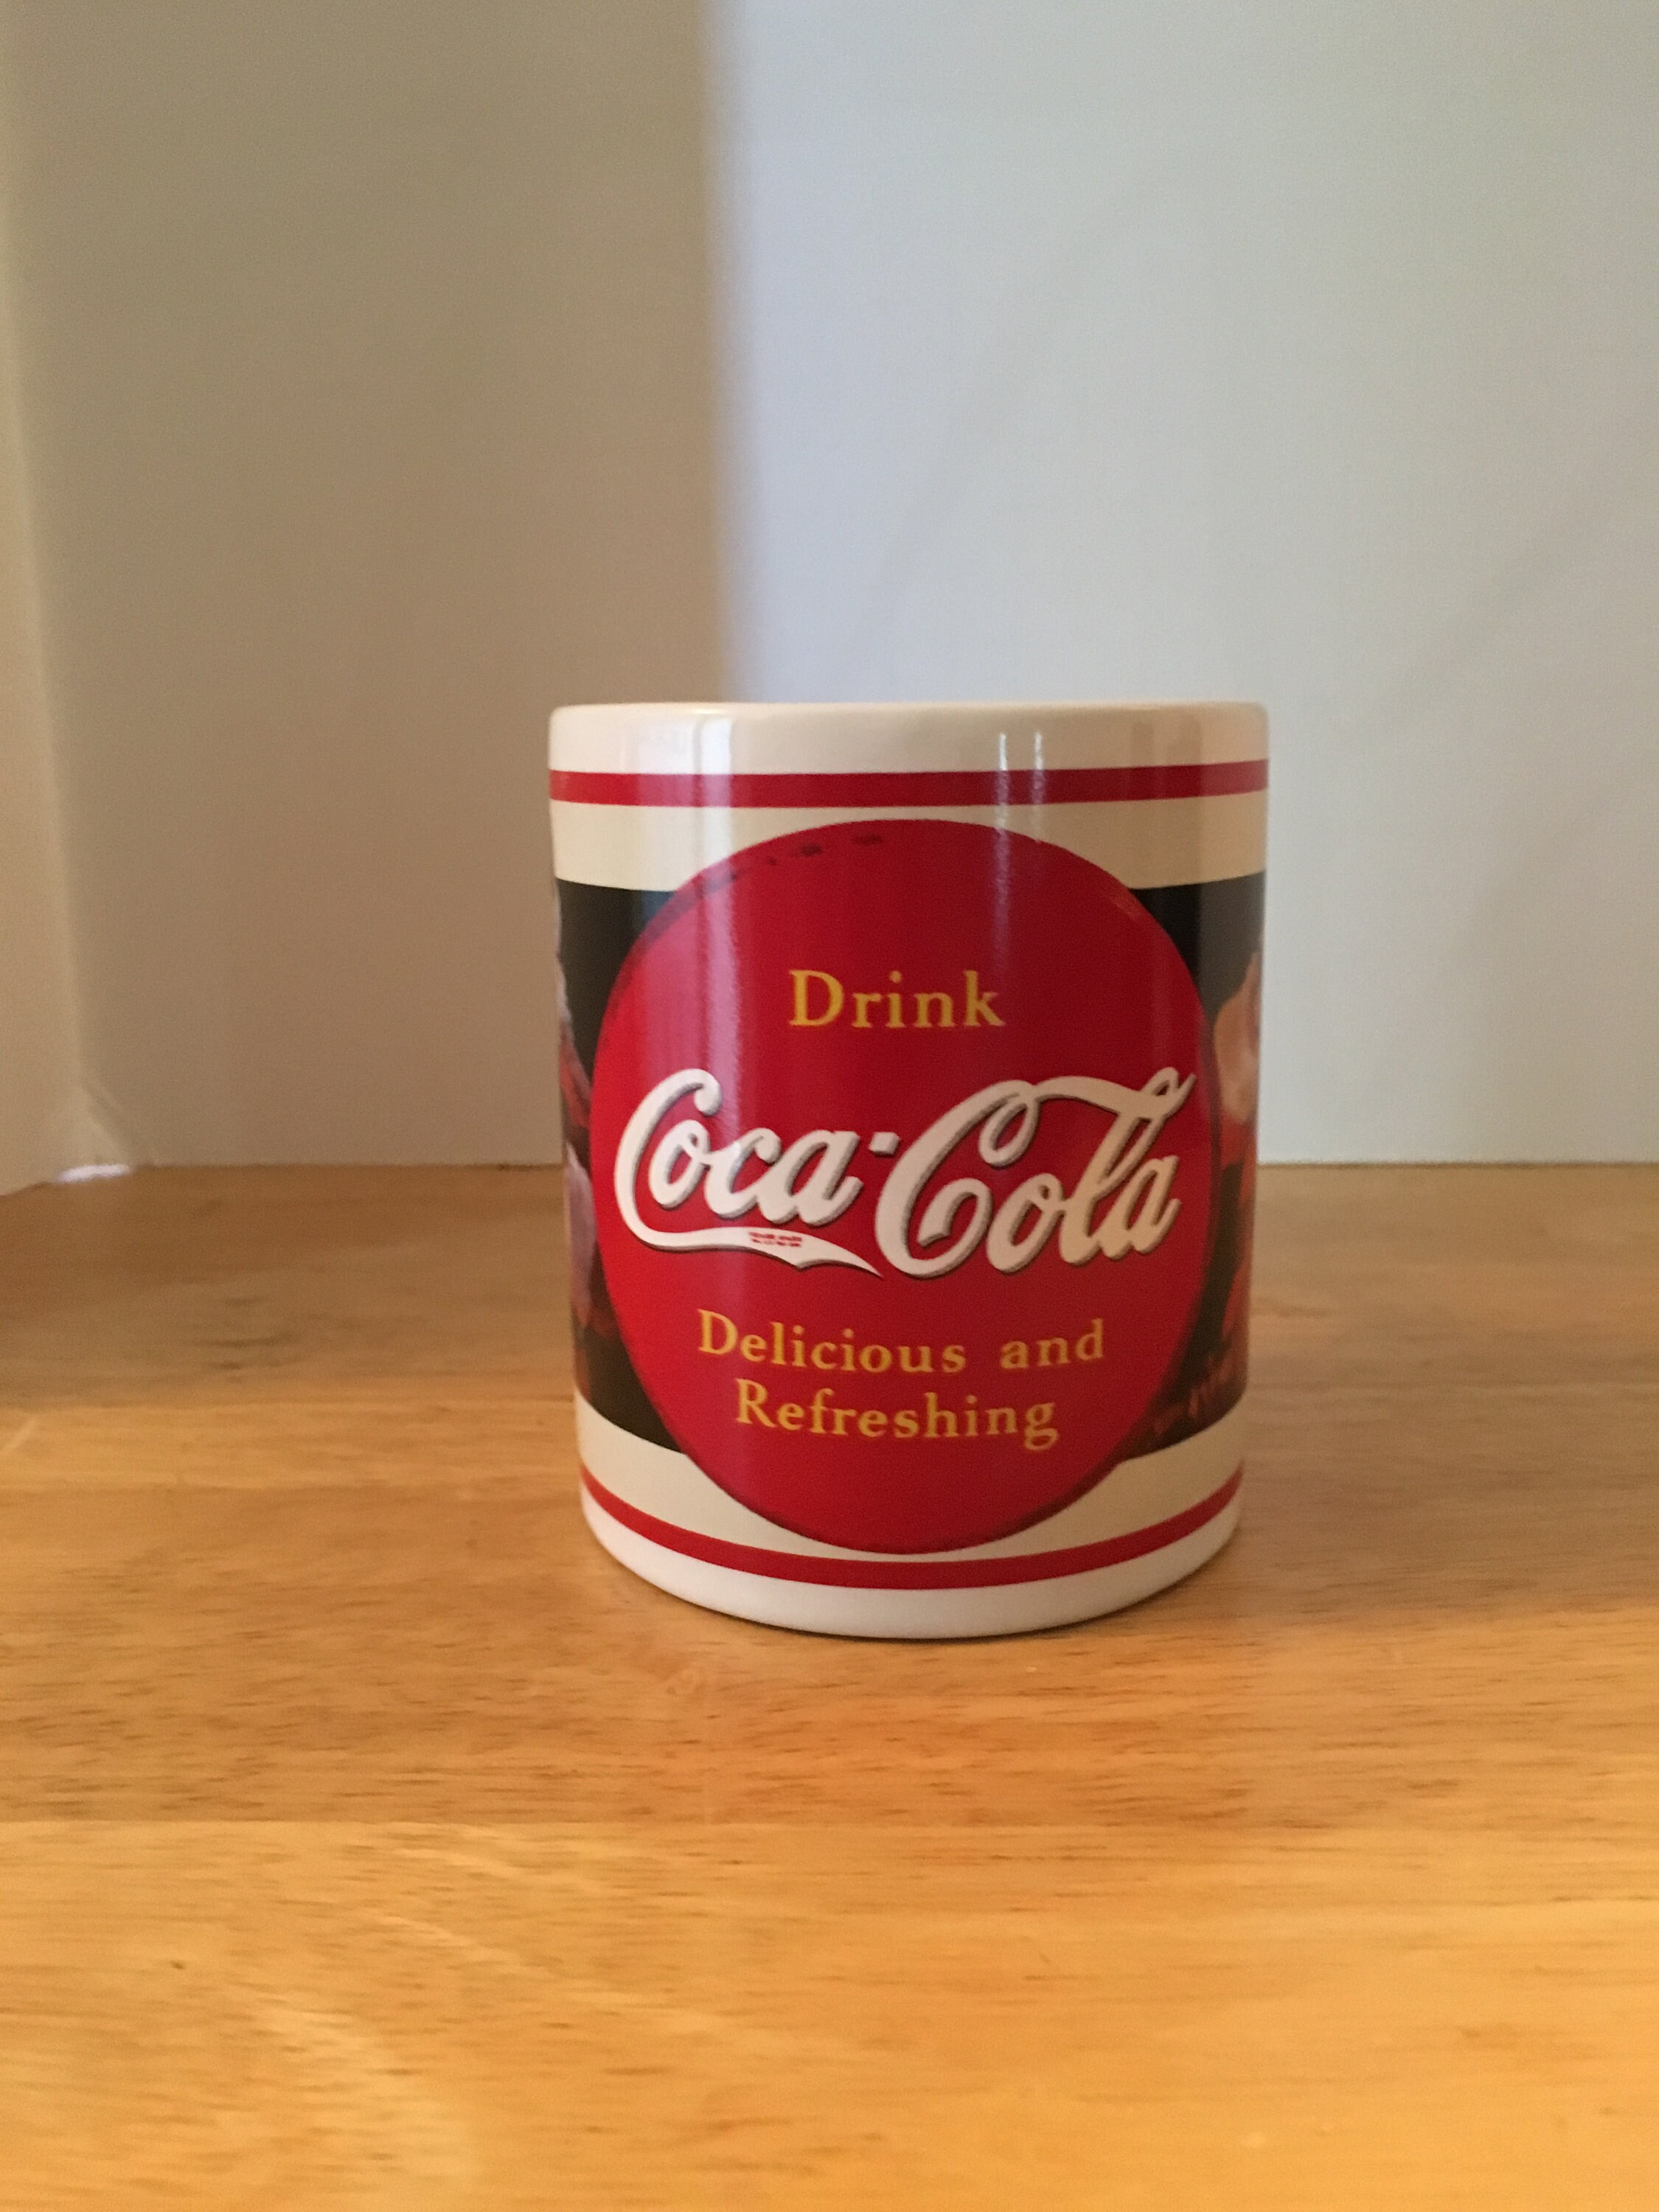 Drink
Coca-Cola
Delicious and
Refreshing